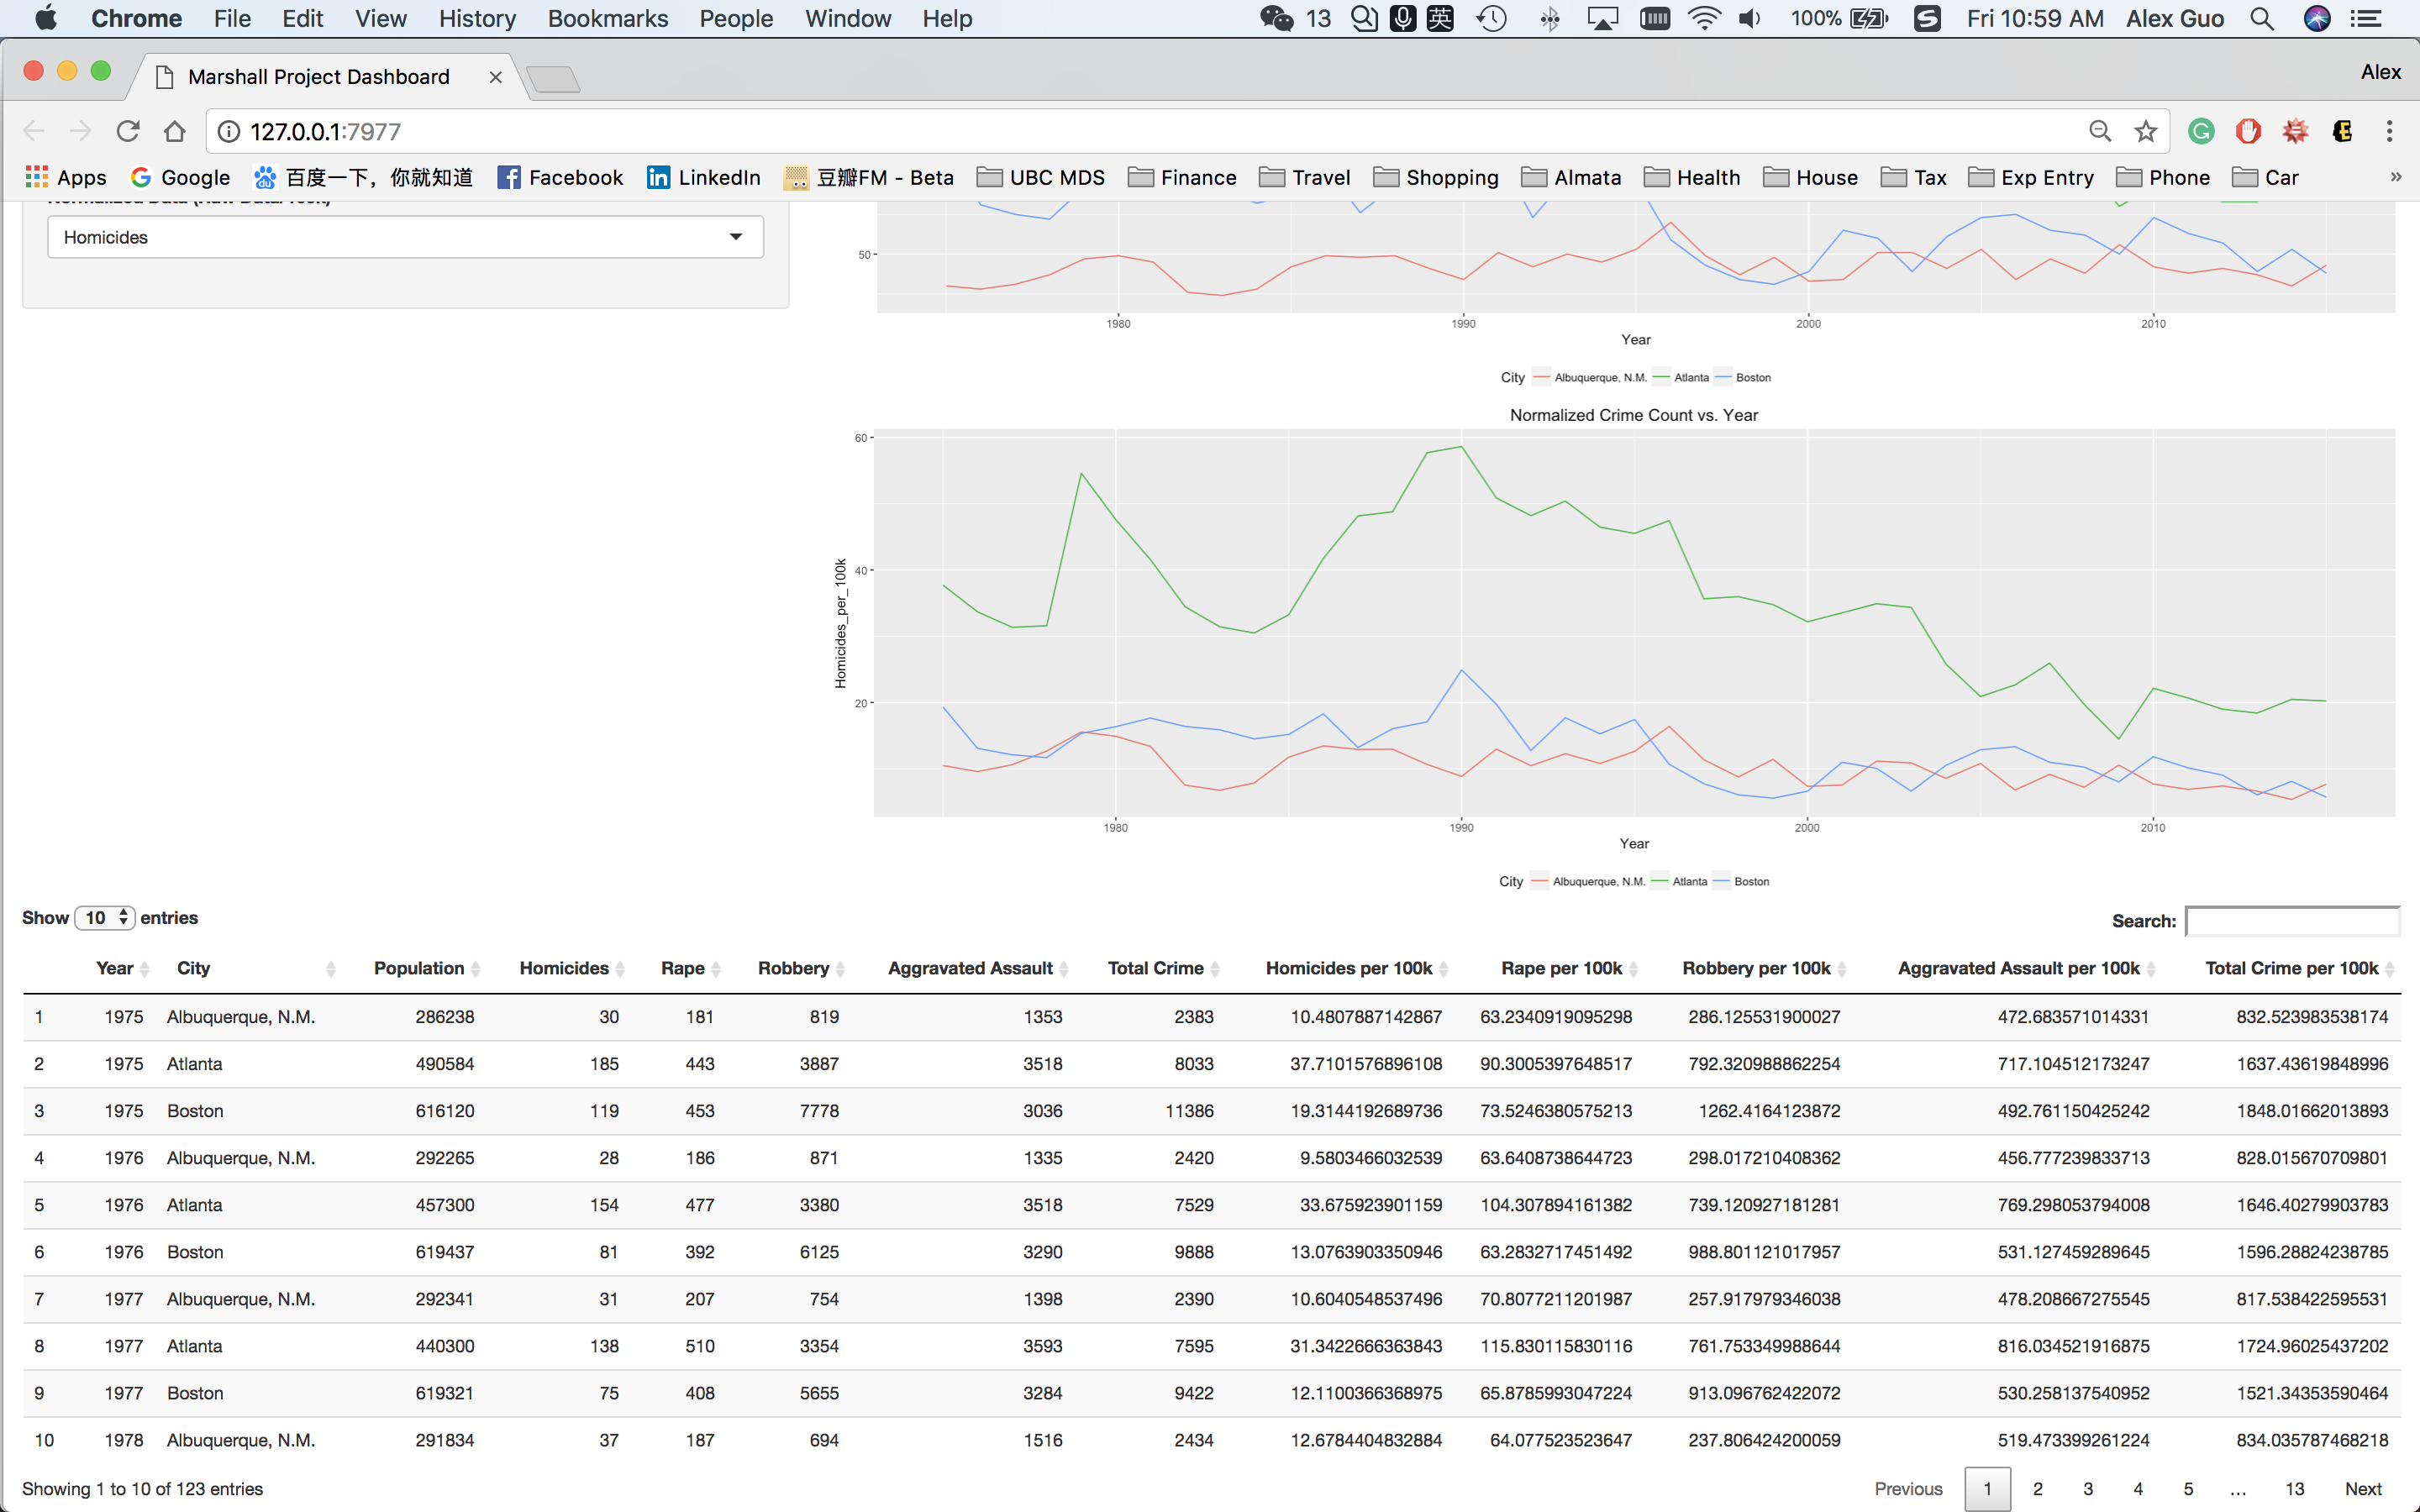 Chrome File Edit View History Bookmarks People Window Help 13 英 100% Fri 10:59 AM Alex Guo
Marshall Project Dashboard Alex
127.0.0.1:7977
Apps Google 百度一下，你就知道 Facebook LinkedIn 豆瓣FM - Beta UBC MDS Finance Travel Shopping Almata Health House Tax Exp Entry Phone Car »
Normalized Data (Raw Data/100k)
Homicides
50
1980 1990 2000 2010
Year
City Albuquerque, N.M. Atlanta Boston
Normalized Crime Count vs. Year
60
40
20
Homicides_per_100k
1980 1990 2000 2010
Year
City Albuquerque, N.M. Atlanta Boston
Show 10 entries Search:
Year City Population Homicides Rape Robbery Aggravated Assault Total Crime Homicides per 100k Rape per 100k Robbery per 100k Aggravated Assault per 100k Total Crime per 100k
1 1975 Albuquerque, N.M. 286238 30 181 819 1353 2383 10.4807887142867 63.2340919095298 286.125531900027 472.683571014331 832.523983538174
2 1975 Atlanta 490584 185 443 3887 3518 8033 37.7101576896108 90.3005397648517 792.320988862254 717.104512173247 1637.43619848996
3 1975 Boston 616120 119 453 7778 3036 11386 19.3144192689736 73.5246380575213 1262.4164123872 492.761150425242 1848.01662013893
4 1976 Albuquerque, N.M. 292265 28 186 871 1335 2420 9.5803466032539 63.6408738644723 298.017210408362 456.777239833713 828.015670709801
5 1976 Atlanta 457300 154 477 3380 3518 7529 33.675923901159 104.307894161382 739.120927181281 769.298053794008 1646.40279903783
6 1976 Boston 619437 81 392 6125 3290 9888 13.0763903350946 63.2832717451492 988.801121017957 531.127459289645 1596.28824238785
7 1977 Albuquerque, N.M. 292341 31 207 754 1398 2390 10.6040548537496 70.8077211201987 257.917979346038 478.208667275545 817.538422595531
8 1977 Atlanta 440300 138 510 3354 3593 7595 31.3422666363843 115.830115830116 761.753349988644 816.034521916875 1724.96025437202
9 1977 Boston 619321 75 408 5655 3284 9422 12.1100366368975 65.8785993047224 913.096762422072 530.258137540952 1521.34353590464
10 1978 Albuquerque, N.M. 291834 37 187 694 1516 2434 12.6784404832884 64.077523523647 237.806424200059 519.473399261224 834.035787468218
Showing 1 to 10 of 123 entries Previous 1 2 3 4 5 … 13 Next